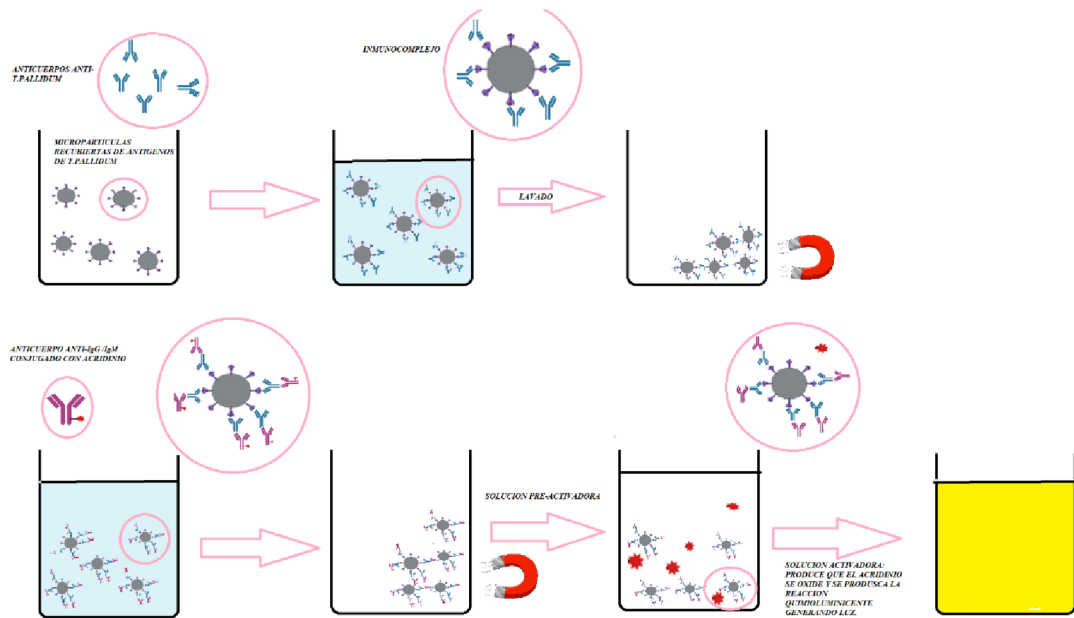 ANTICUERPOS ANTI-
T.PALLIDUM
INMUNOCOMPLEJO
MICROPARTICULAS
RECUBIERTAS DE ANTIGENOS
DE T.PALLIDUM
LAVADO
ANTICUERPO ANTI-IgG /IgM
CONJUGADO CON ACRIDINIO
SOLUCION PRE-ACTIVADORA
SOLUCION ACTIVADORA:
PRODUCE QUE EL ACRIDINIO
SE OXIDE Y SE PRODUSCA LA
REACCION
QUIMIOLUMINICENTE
GENERANDO LUZ.